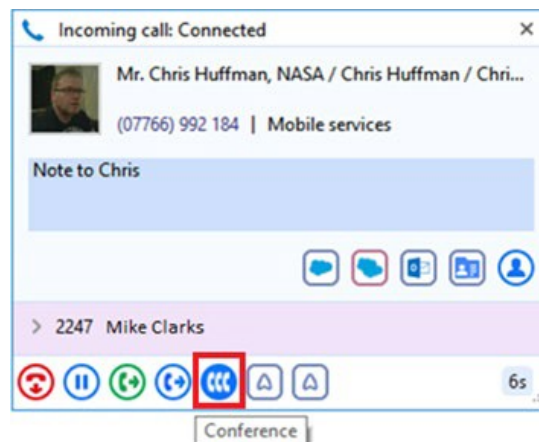 Incoming call: Connected
Mr. Chris Huffman, NASA / Chris Huffman / Chri...
(07766) 992 184 | Mobile services
Note to Chris
> 2247 Mike Clarks
6s
Conference